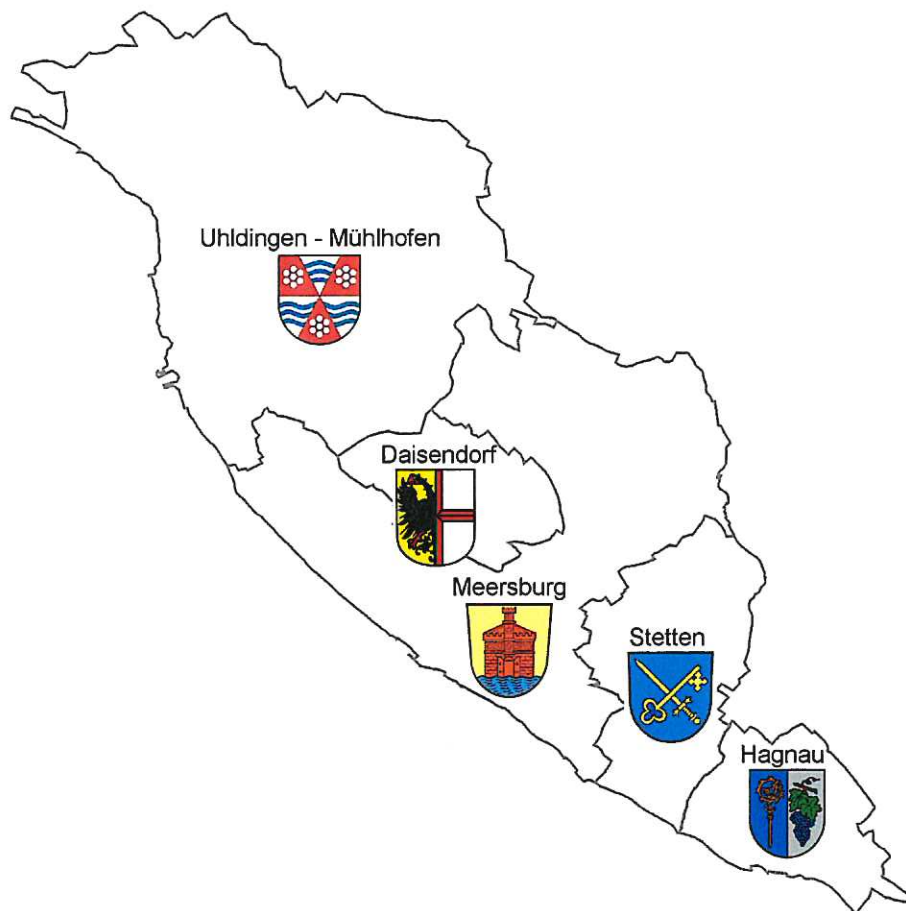 Uhldingen - Mühlhofen
Daisendorf
Meersburg
Stetten
Hagnau